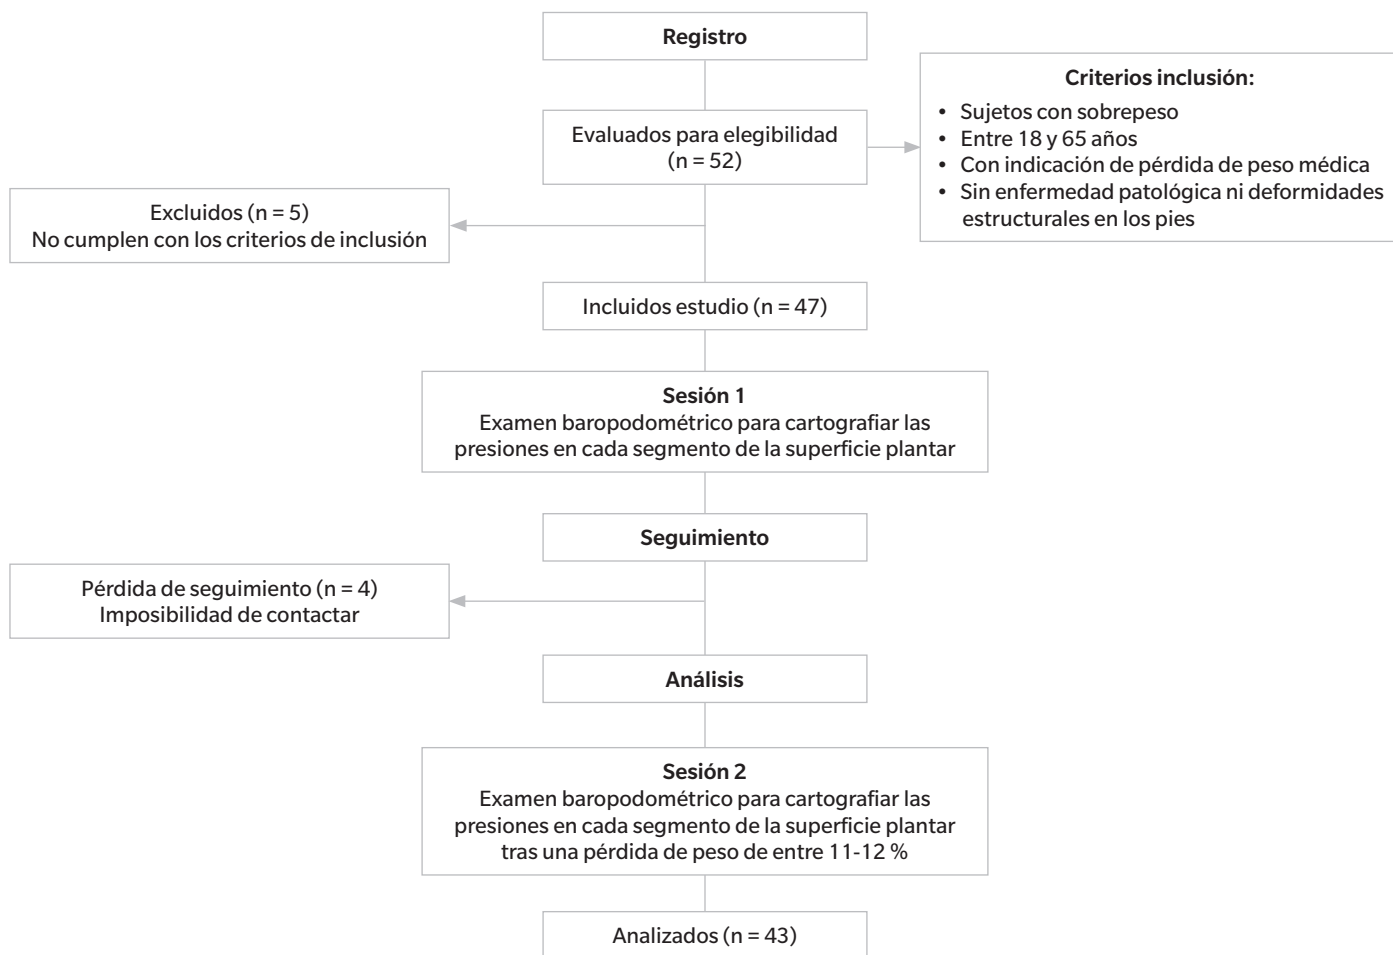 Registro
Evaluados para elegibilidad
(n = 52)
Criterios inclusión:
• Sujetos con sobrepeso
• Entre 18 y 65 años
• Con indicación de pérdida de peso médica
• Sin enfermedad patológica ni deformidades
estructurales en los pies
Excluidos (n = 5)
No cumplen con los criterios de inclusión
Incluidos estudio (n = 47)
Sesión 1
Examen baropodométrico para cartografiar las
presiones en cada segmento de la superficie plantar
Seguimiento
Pérdida de seguimiento (n = 4)
Imposibilidad de contactar
Análisis
Sesión 2
Examen baropodométrico para cartografiar las
presiones en cada segmento de la superficie plantar
tras una pérdida de peso de entre 11-12 %
Analizados (n = 43)